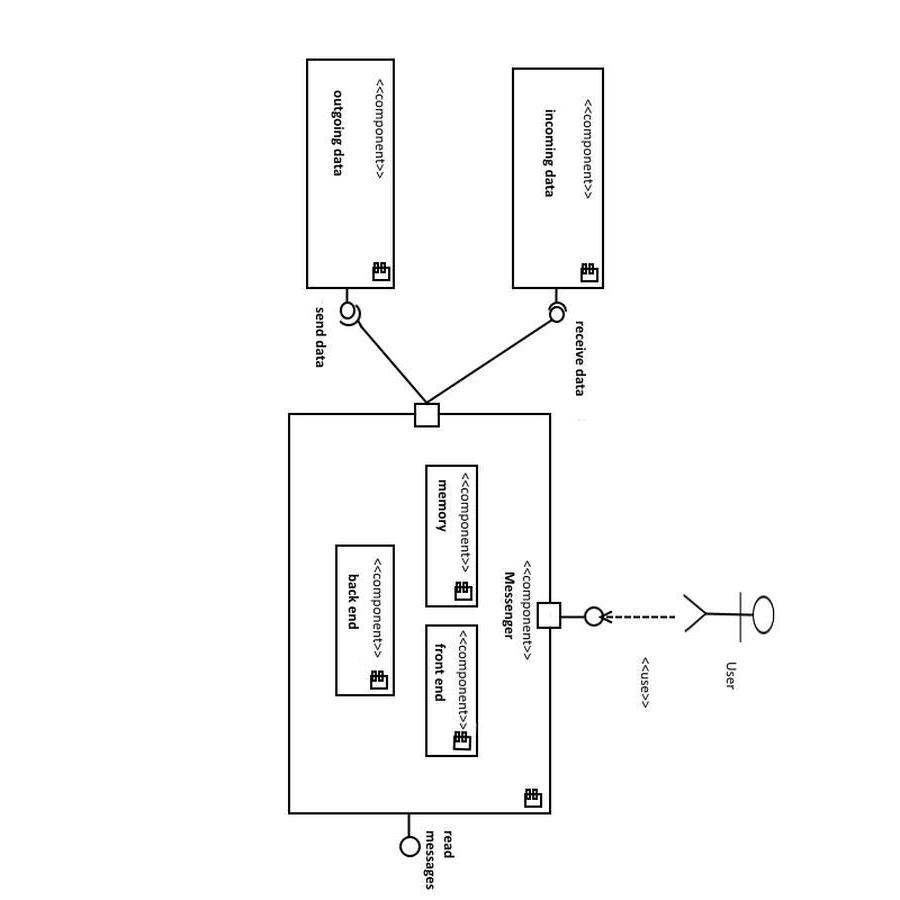 User
<<use>>
<<component>>
incoming data
receive data
<<component>>
Messenger
<<component>>
memory
<<component>>
front end
read
messages
<<component>>
outgoing data
send data
<<component>>
back end